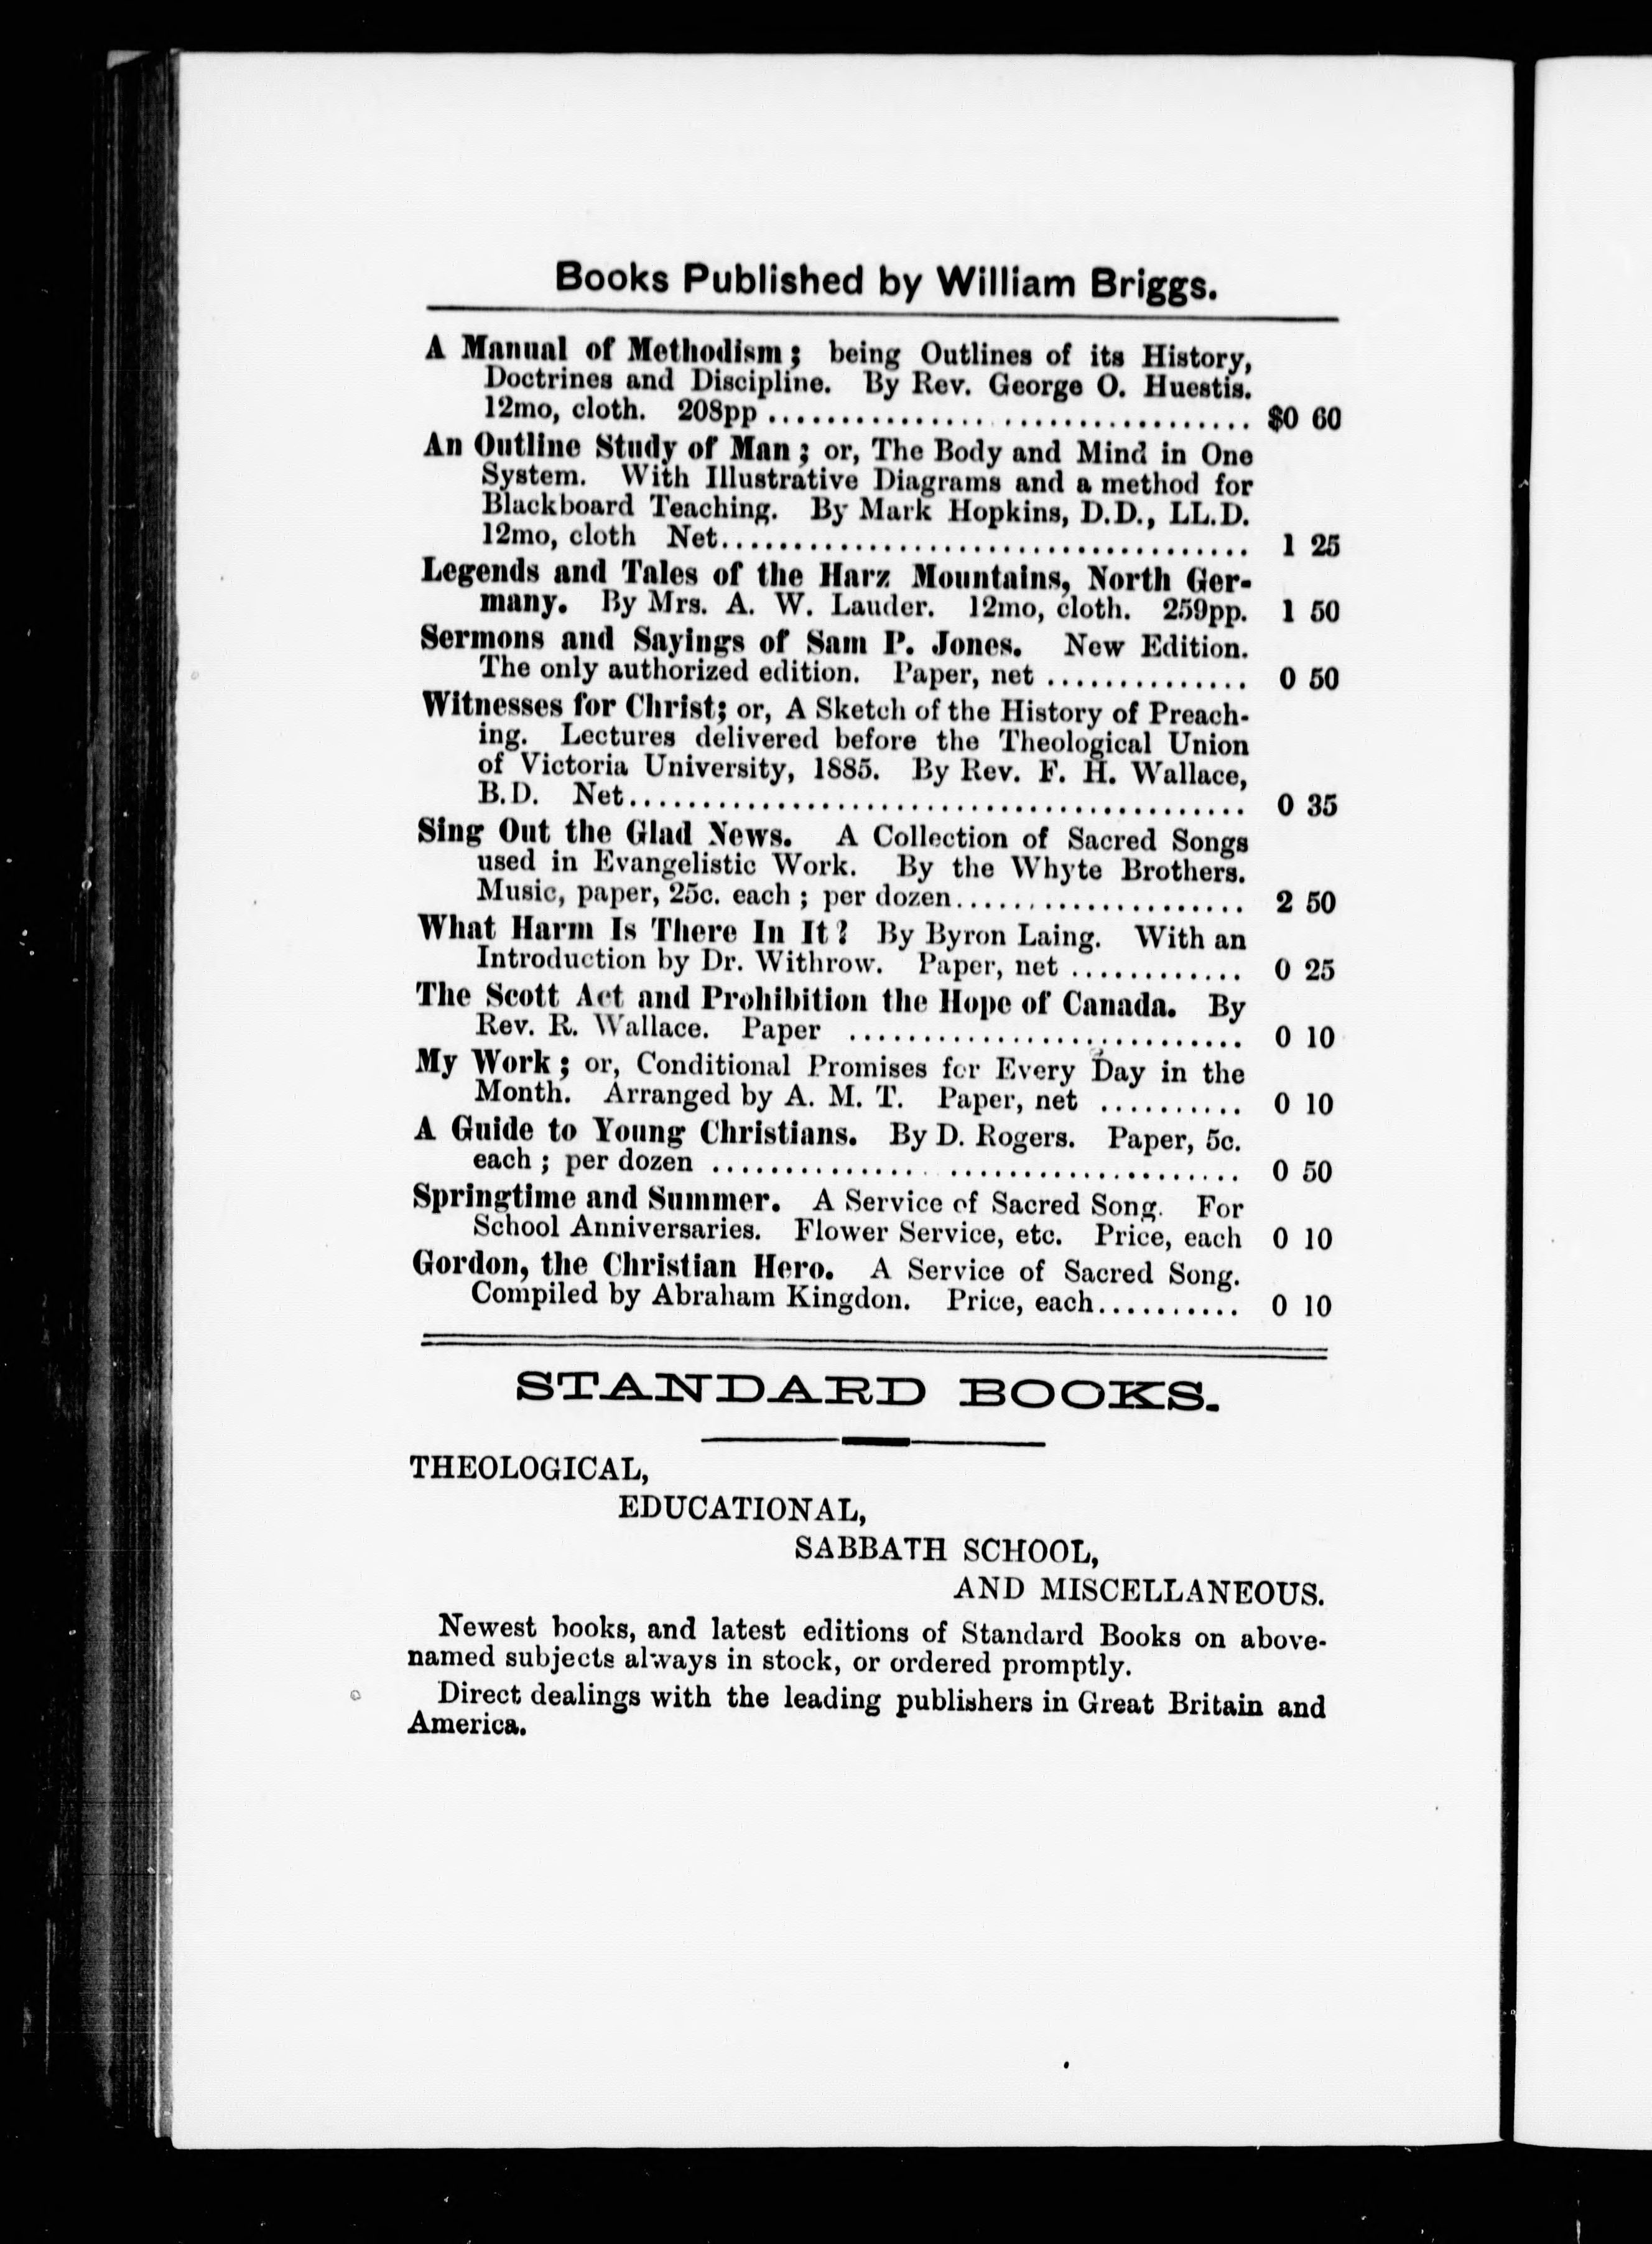 Books Published by William Briggs.
A Manual of Methodism; being Outlines of its History,
Doctrines and Discipline. By Rev. George O. Huestis.
12mo, cloth. 208pp ................................. $0 60
An Outline Study of Man; or, The Body and Mind in One
System. With Illustrative Diagrams and a method for
Blackboard Teaching. By Mark Hopkins, D.D., LL.D.
12mo, cloth Net..................................... 1 25
Legends and Tales of the Harz Mountains, North Ger-
many. By Mrs. A. W. Lauder. 12mo, cloth. 259pp. 1 50
Sermons and Sayings of Sam P. Jones. New Edition.
The only authorized edition. Paper, net .............. 0 50
Witnesses for Christ; or, A Sketch of the History of Preach-
ing. Lectures delivered before the Theological Union
of Victoria University, 1885. By Rev. F. H. Wallace,
B.D. Net........................................... 0 35
Sing Out the Glad News. A Collection of Sacred Songs
used in Evangelistic Work. By the Whyte Brothers.
Music, paper, 25c. each ; per dozen.................... 2 50
What Harm Is There In It? By Byron Laing. With an
Introduction by Dr. Withrow. Paper, net ............ 0 25
The Scott Act and Prohibition the Hope of Canada. By
Rev. R. Wallace. Paper ........................... 0 10
My Work; or, Conditional Promises for Every Day in the
Month. Arranged by A. M. T. Paper, net .......... 0 10
A Guide to Young Christians. By D. Rogers. Paper, 5c.
each ; per dozen .................................. 0 50
Springtime and Summer. A Service of Sacred Song. For
School Anniversaries. Flower Service, etc. Price, each 0 10
Gordon, the Christian Hero. A Service of Sacred Song.
Compiled by Abraham Kingdon. Price, each.......... 0 10
STANDARD BOOKS.
THEOLOGICAL,
EDUCATIONAL,
SABBATH SCHOOL,
AND MISCELLANEOUS.
Newest books, and latest editions of Standard Books on above-
named subjects always in stock, or ordered promptly.
Direct dealings with the leading publishers in Great Britain and
America.